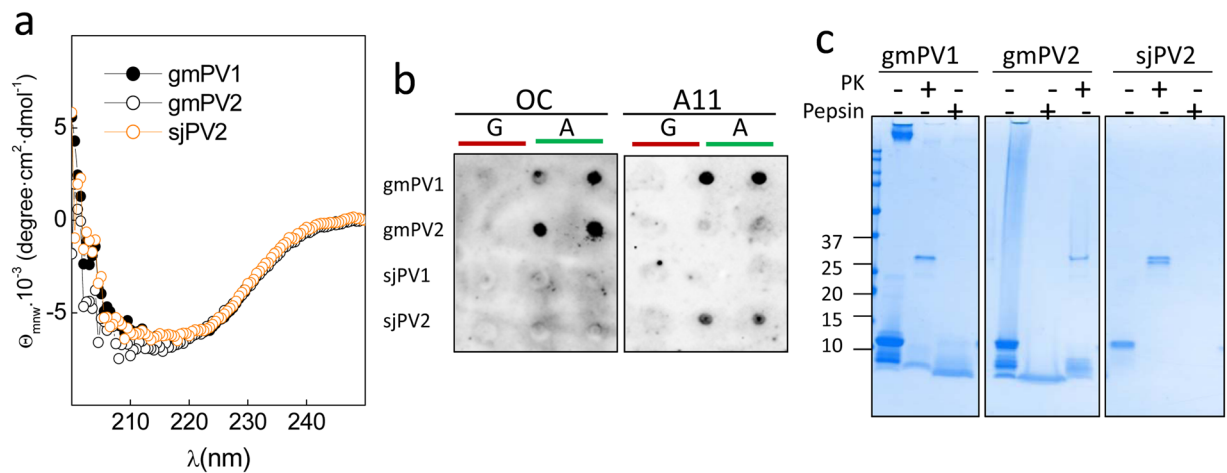 a
gmPV1
gmPV2
sjPV2
5
0
-5
Θmnw·10⁻³ (degree·cm²·dmol⁻¹)
210 220 230 240
λ(nm)
b
OC A11
G A G A
gmPV1
gmPV2
sjPV1
sjPV2
c
gmPV1 gmPV2 sjPV2
PK - + - - - + - + -
Pepsin - - + - + - - - +
37
25
20
15
10